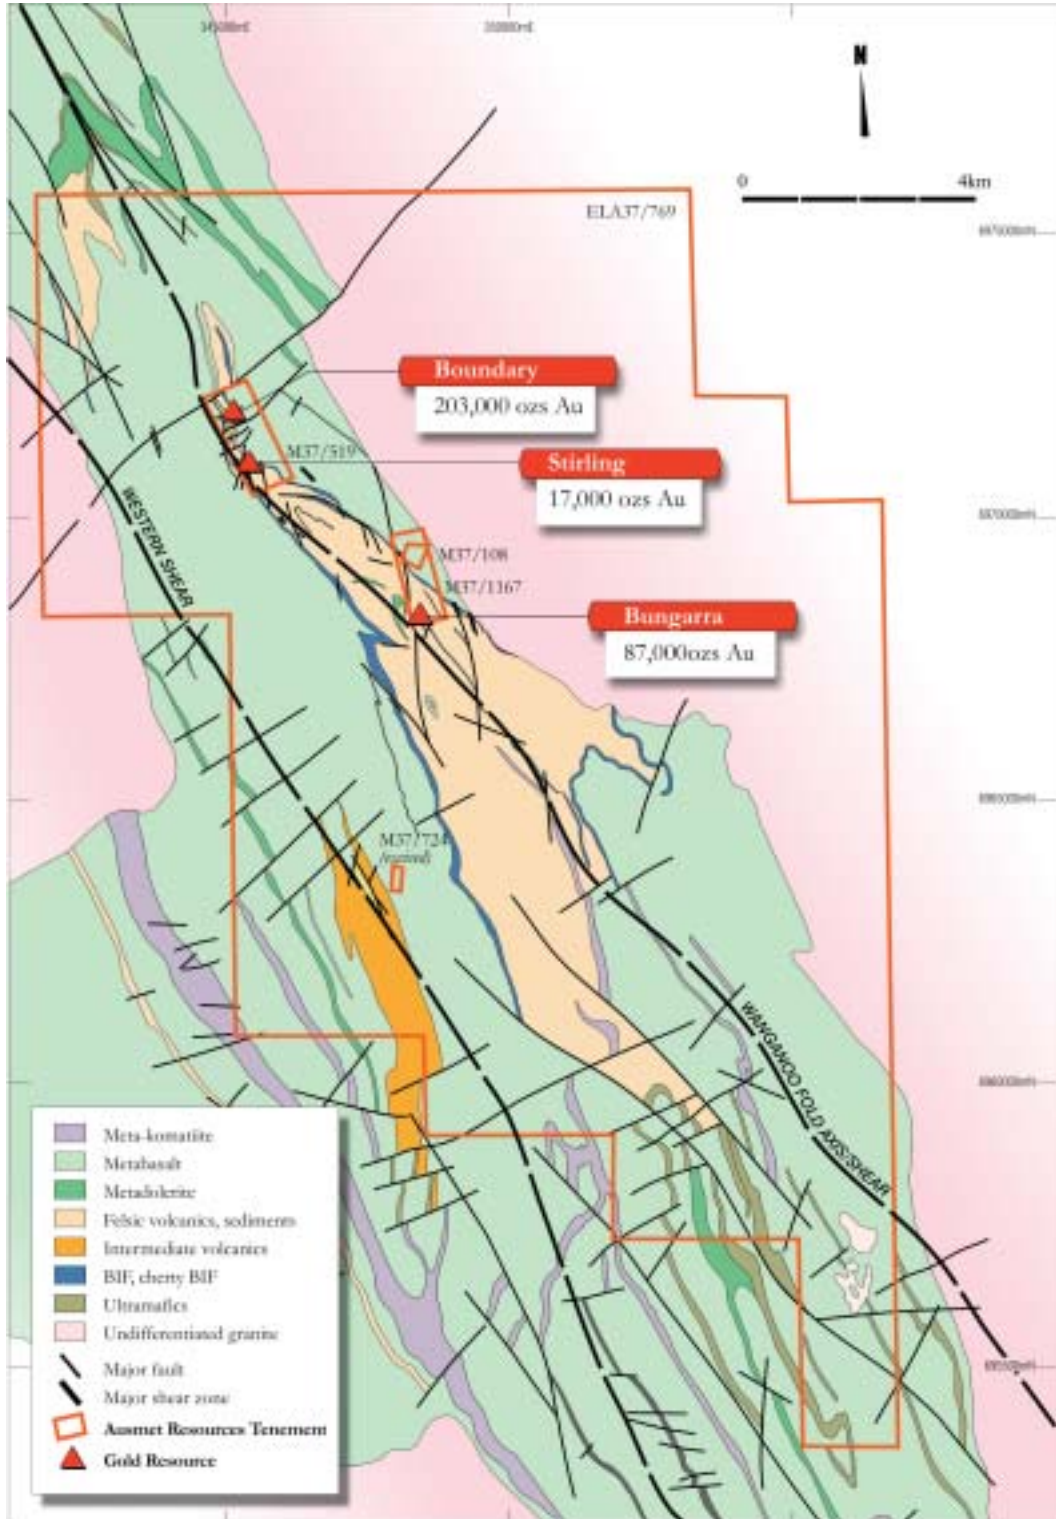 345000mE
350000mE
N
0 4km
ELA37/769
Boundary
203,000 ozs Au
M37/519
Stirling
17,000 ozs Au
M37/108
M37/1167
Bungarra
87,000ozs Au
WESTERN SHEAR
M37/724
WANGANOO FOLD AXIS/SHEAR
Meta-komatiite
Metabasalt
Metadolerite
Felsic volcanics, sediments
Intermediate volcanics
BIF, cherty BIF
Ultramafics
Undifferentiated granite
Major fault
Major shear zone
Ausmet Resources Tenement
Gold Resource